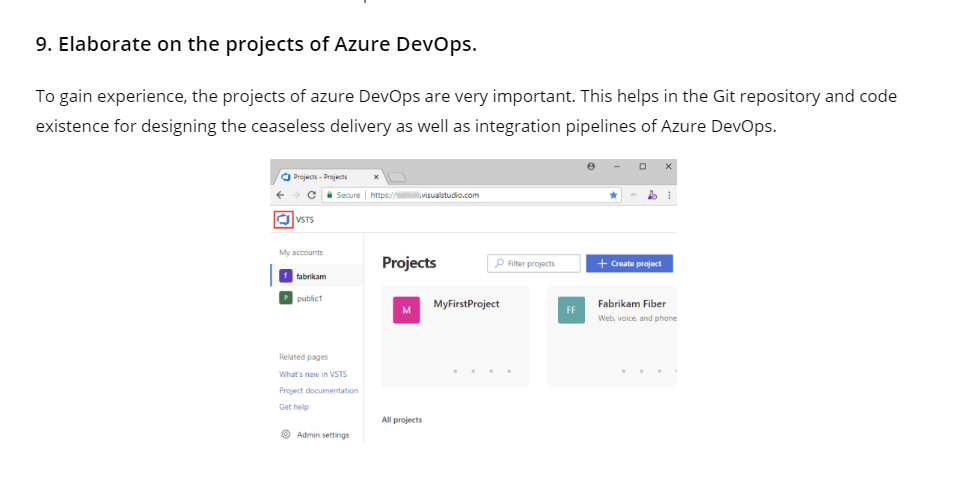 9. Elaborate on the projects of Azure DevOps.
To gain experience, the projects of azure DevOps are very important. This helps in the Git repository and code
existence for designing the ceaseless delivery as well as integration pipelines of Azure DevOps.
Projects - Projects
Secure | https:// .visualstudio.com
VSTS
My accounts
f fabrikam
P public1
Projects
Filter projects
+ Create project
M MyFirstProject
FF Fabrikam Fiber
Web, voice, and phone
Related pages
What's new in VSTS
Project documentation
Get help
All projects
Admin settings